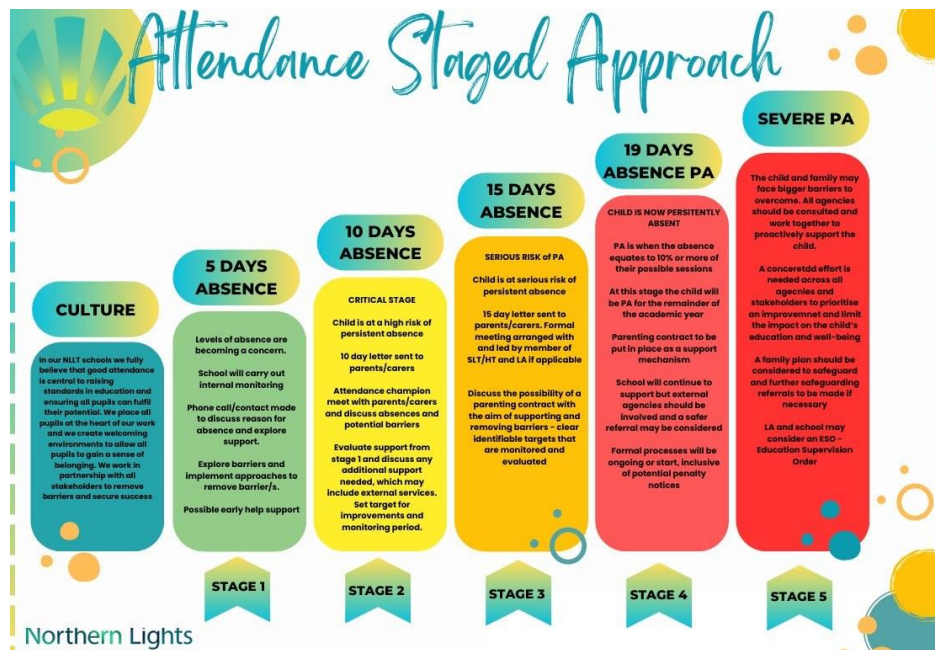 Attendance Staged Approach
CULTURE
In our NLLT schools we fully
believe that good attendance
is central to raising
standards in education and
ensuring all pupils can fulfil
their potential. We place all
pupils at the heart of our work
and we create welcoming
environments to allow all
pupils to gain a sense of
belonging. We work in
partnership with all
stakeholders to remove
barriers and secure success
5 DAYS
ABSENCE
Levels of absence are
becoming a concern.
School will carry out
internal monitoring
Phone call/contact made
to discuss reason for
absence and explore
support.
Explore barriers and
implement approaches to
remove barrier/s.
Possible early help support
STAGE 1
10 DAYS
ABSENCE
CRITICAL STAGE
Child is at a high risk of
persistent absence
10 day letter sent to
parents/carers
Attendance champion
meet with parents/carers
and discuss absences and
potential barriers
Evaluate support from
stage 1 and discuss any
additional support
needed, which may
include external services.
Set target for
improvements and
monitoring period.
STAGE 2
15 DAYS
ABSENCE
SERIOUS RISK of PA
Child is at serious risk of
persistent absence
15 day letter sent to
parents/carers. Formal
meeting arranged with
and led by member of
SLT/HT and LA if applicable
Discuss the possibility of a
parenting contract with
the aim of supporting and
removing barriers - clear
identifiable targets that
are monitored and
evaluated
STAGE 3
19 DAYS
ABSENCE PA
CHILD IS NOW PERSITENTLY
ABSENT
PA is when the absence
equates to 10% or more of
their possible sessions
At this stage the child will
be PA for the remainder of
the academic year
Parenting contract to be
put in place as a support
mechanism
School will continue to
support but external
agencies should be
involved and a safer
referral may be considered
Formal processes will be
ongoing or start, inclusive
of potential penalty
notices
STAGE 4
SEVERE PA
The child and family may
face bigger barriers to
overcome. All agencies
should be consulted and
work together to
proactively support the
child.
A conceretdd effort is
needed across all
agencnies and
stakeholders to prioritise
an improvemnet and limit
the impact on the child's
education and well-being
A family plan should be
considered to safeguard
and further safeguarding
referrals to be made if
necessary
LA and school may
consider an ESO -
Education Supervision
Order
STAGE 5
Northern Lights